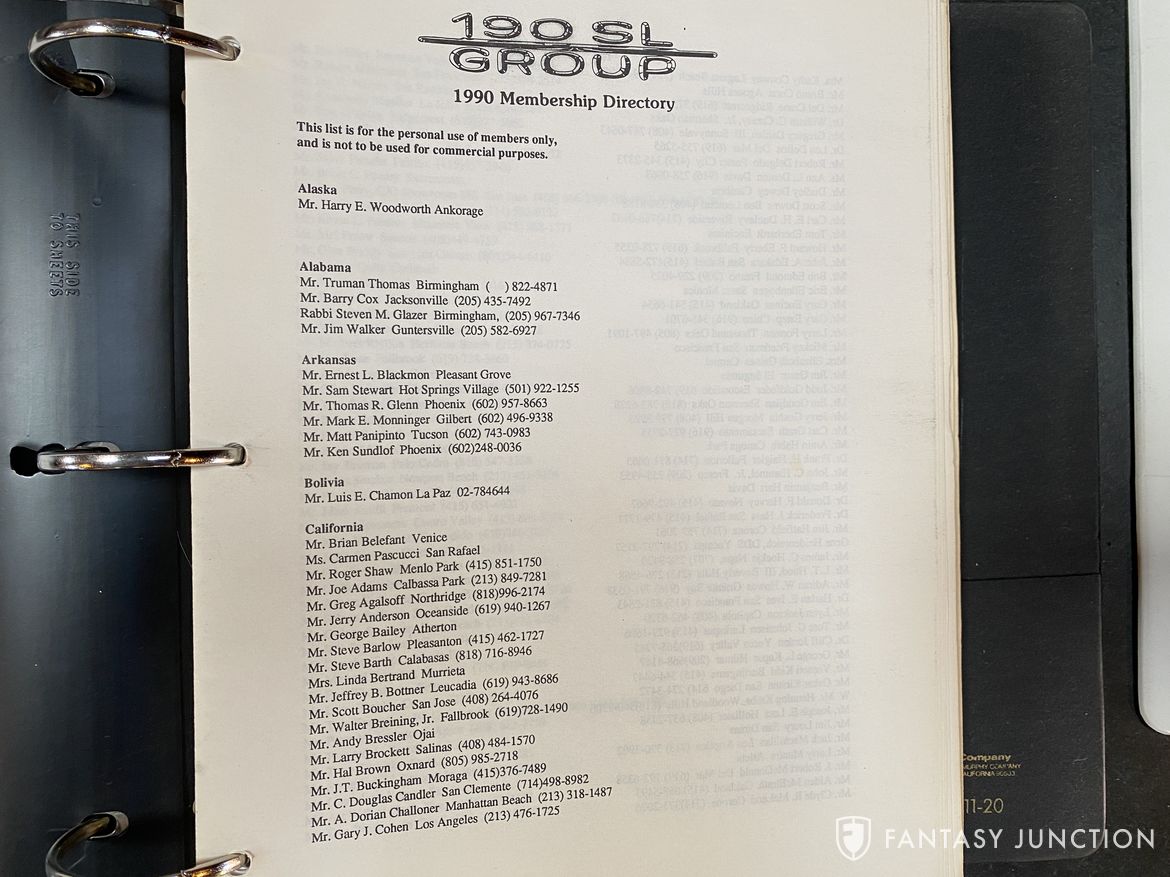 190 SL
GROUP
1990 Membership Directory
This list is for the personal use of members only,
and is not to be used for commercial purposes.
Alaska
Mr. Harry E. Woodworth Ankorage
Alabama
Mr. Truman Thomas Birmingham ( ) 822-4871
Mr. Barry Cox Jacksonville (205) 435-7492
Rabbi Steven M. Glazer Birmingham, (205) 967-7346
Mr. Jim Walker Guntersville (205) 582-6927
Arkansas
Mr. Ernest L. Blackmon Pleasant Grove
Mr. Sam Stewart Hot Springs Village (501) 922-1255
Mr. Thomas R. Glenn Phoenix (602) 957-8663
Mr. Mark E. Monninger Gilbert (602) 496-9338
Mr. Matt Panipinto Tucson (602) 743-0983
Mr. Ken Sundlof Phoenix (602)248-0036
Bolivia
Mr. Luis E. Chamon La Paz 02-784644
California
Mr. Brian Belefant Venice
Ms. Carmen Pascucci San Rafael
Mr. Roger Shaw Menlo Park (415) 851-1750
Mr. Joe Adams Calbassa Park (213) 849-7281
Mr. Greg Agalsoff Northridge (818)996-2174
Mr. Jerry Anderson Oceanside (619) 940-1267
Mr. George Bailey Atherton
Mr. Steve Barlow Pleasanton (415) 462-1727
Mr. Steve Barth Calabasas (818) 716-8946
Mrs. Linda Bertrand Murrieta
Mr. Jeffrey B. Bottner Leucadia (619) 943-8686
Mr. Scott Boucher San Jose (408) 264-4076
Mr. Walter Breining, Jr. Fallbrook (619)728-1490
Mr. Andy Bressler Ojai
Mr. Larry Brockett Salinas (408) 484-1570
Mr. Hal Brown Oxnard (805) 985-2718
Mr. J.T. Buckingham Moraga (415)376-7489
Mr. C. Douglas Candler San Clemente (714)498-8982
Mr. A. Dorian Challoner Manhattan Beach (213) 318-1487
Mr. Gary J. Cohen Los Angeles (213) 476-1725
THIS SIDE
TO SHEETS
Company
MURPHY COMPANY
11-20
FANTASY JUNCTION